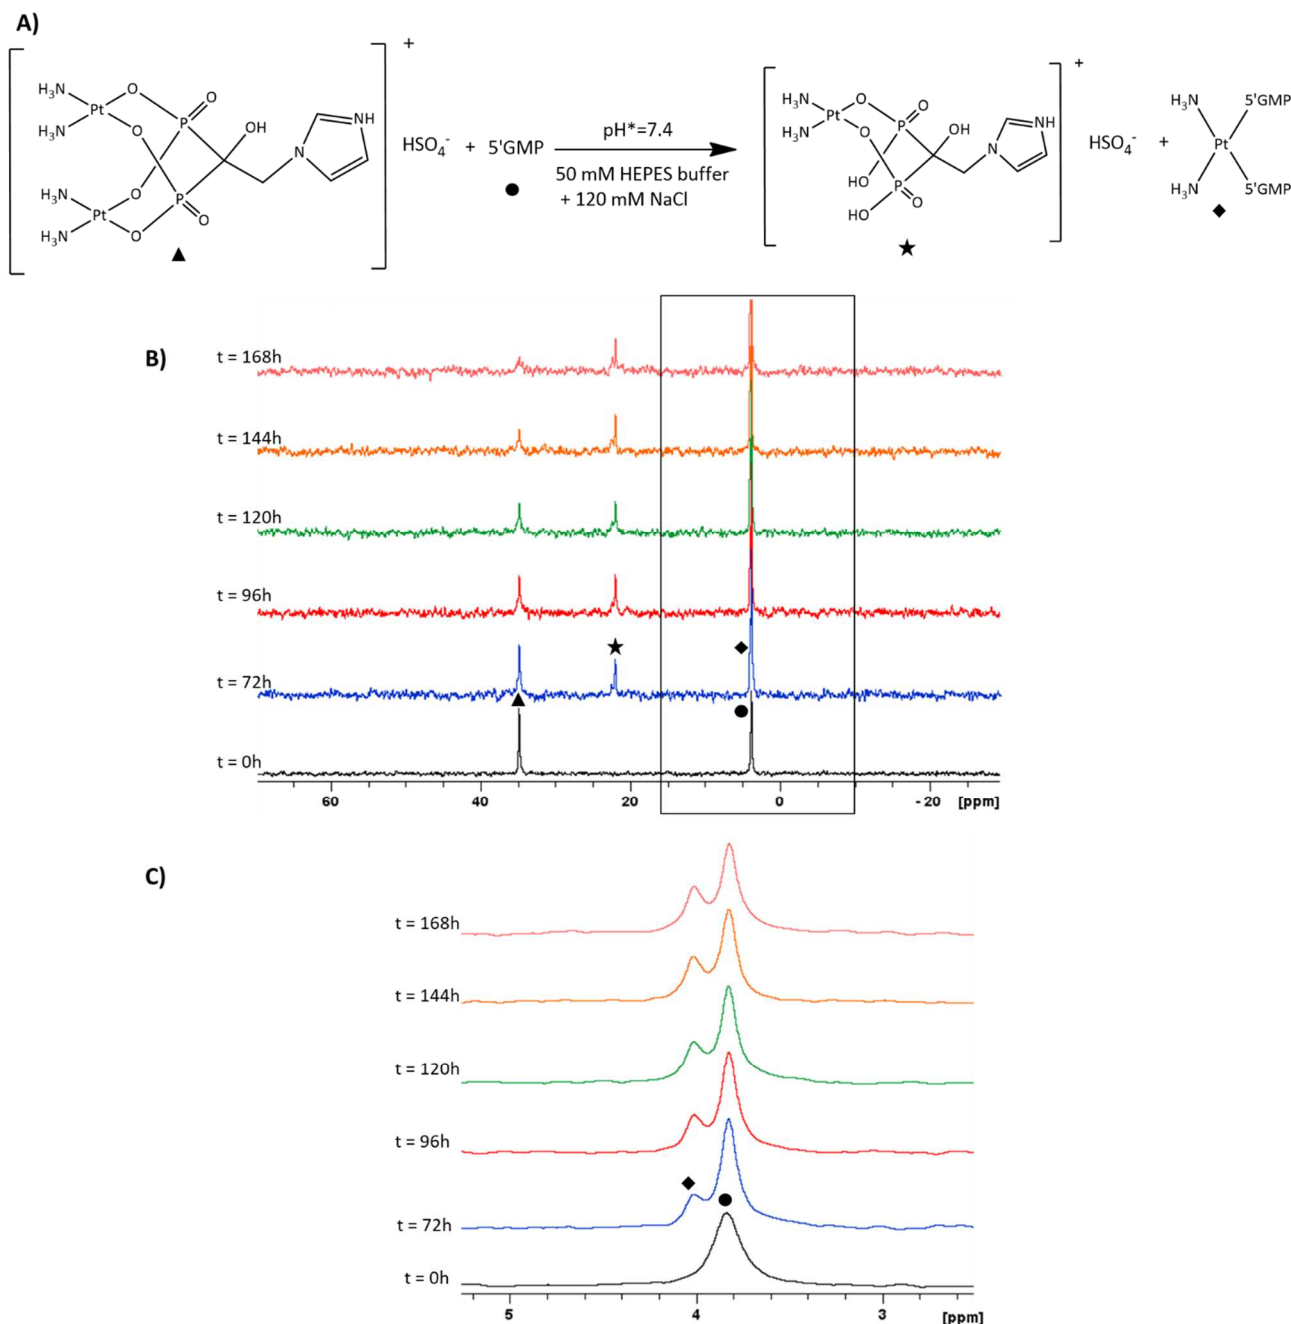 A)
H₃N
H₃N
Pt
O
O
P
O
OH
N
NH
H₃N
H₃N
Pt
O
O
P
O
+
HSO₄⁻ + 5'GMP
pH*=7.4
50 mM HEPES buffer
+ 120 mM NaCl
H₃N
H₃N
Pt
O
O
P
O
OH
N
NH
HO
HO
P
O
+
HSO₄⁻ +
H₃N
5'GMP
Pt
H₃N
5'GMP
B)
t = 168h
t = 144h
t = 120h
t = 96h
t = 72h
t = 0h
60 40 20 0 -20 [ppm]
C)
t = 168h
t = 144h
t = 120h
t = 96h
t = 72h
t = 0h
5 4 3 [ppm]